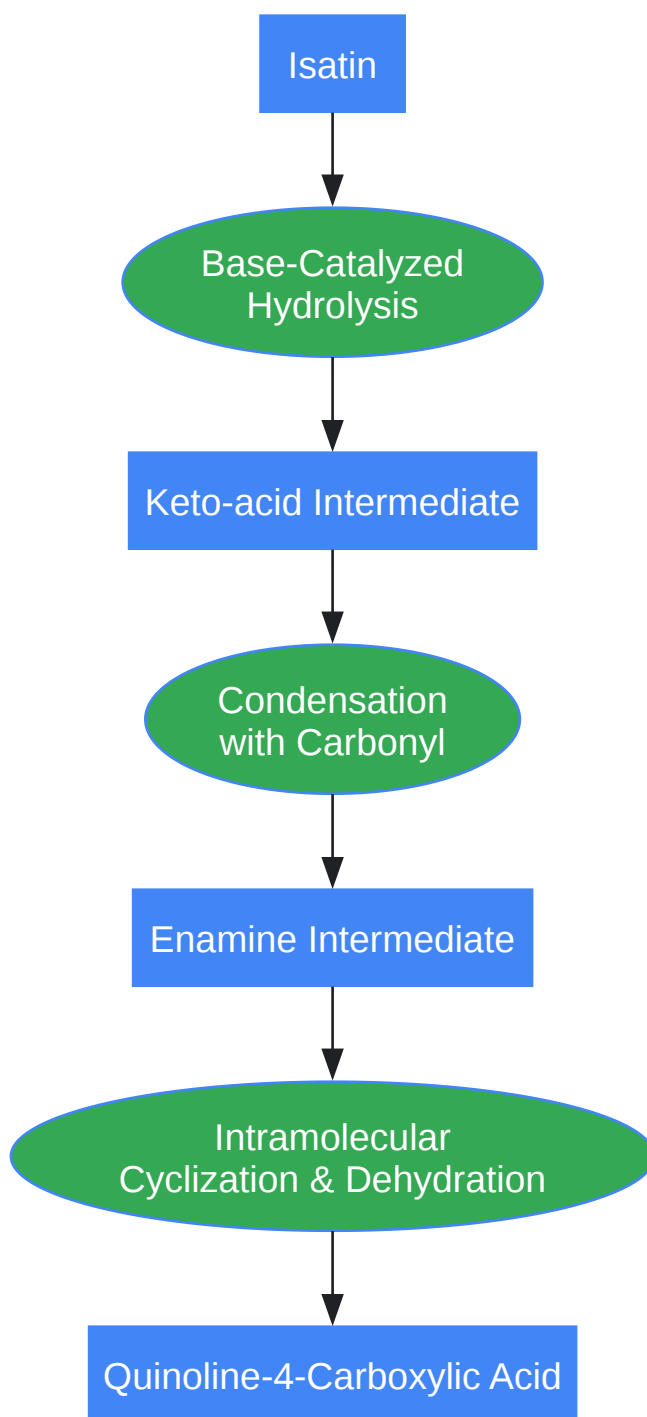 Isatin
Base-Catalyzed
Hydrolysis
Keto-acid Intermediate
Condensation
with Carbonyl
Enamine Intermediate
Intramolecular
Cyclization & Dehydration
Quinoline-4-Carboxylic Acid